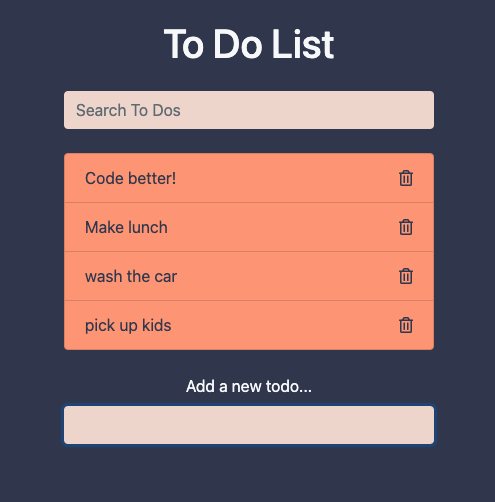 To Do List
Search To Dos
Code better!
Make lunch
wash the car
pick up kids
Add a new todo...